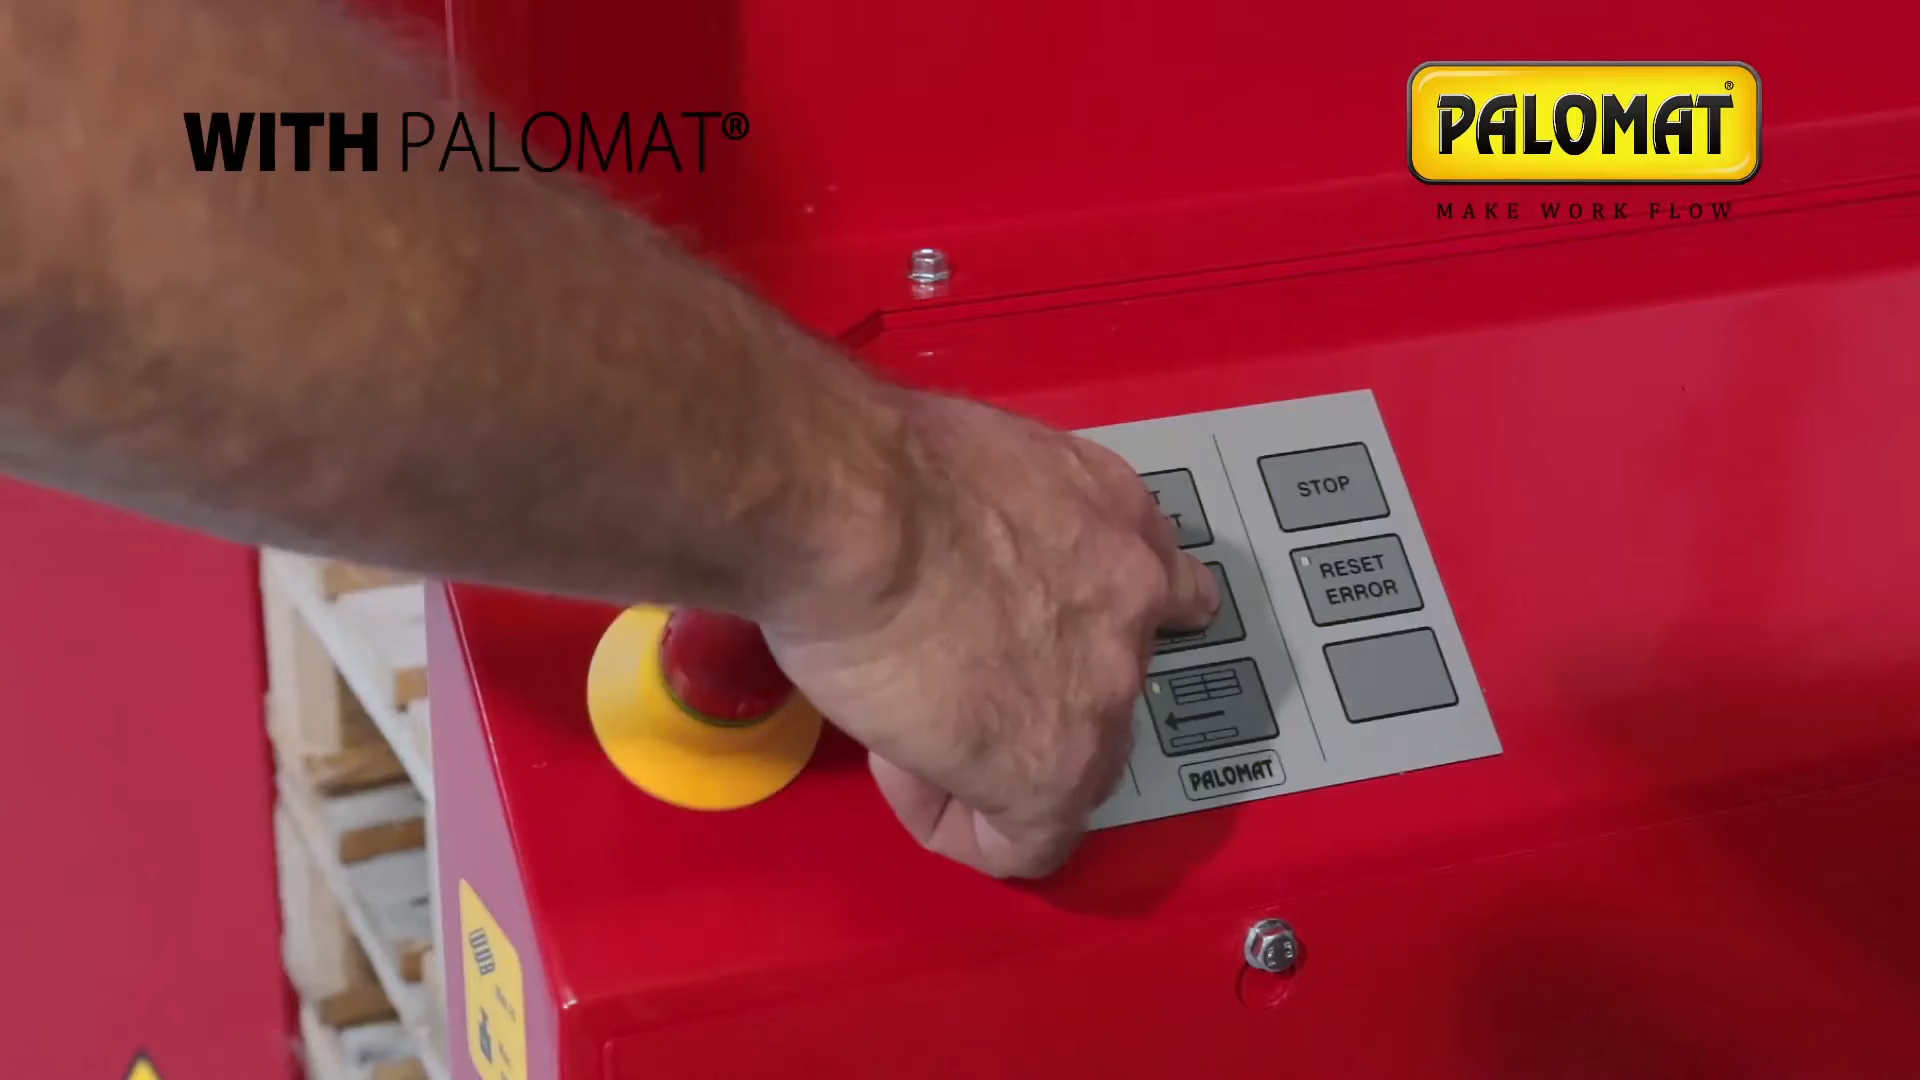 WITH PALOMAT®
PALOMAT®
MAKE WORK FLOW
STOP
RESET
ERROR
PALOMAT